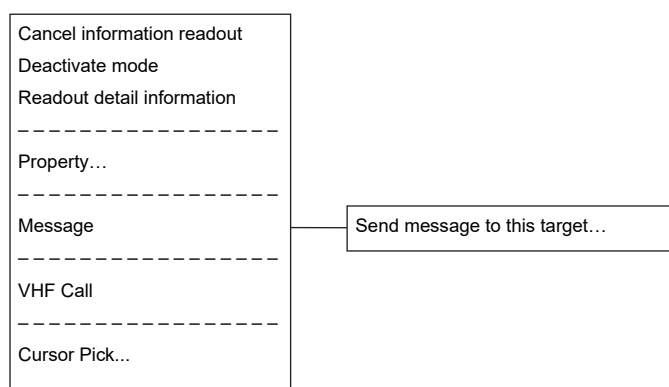 Cancel information readout
Deactivate mode
Readout detail information
Property…
Message
Send message to this target…
VHF Call
Cursor Pick...